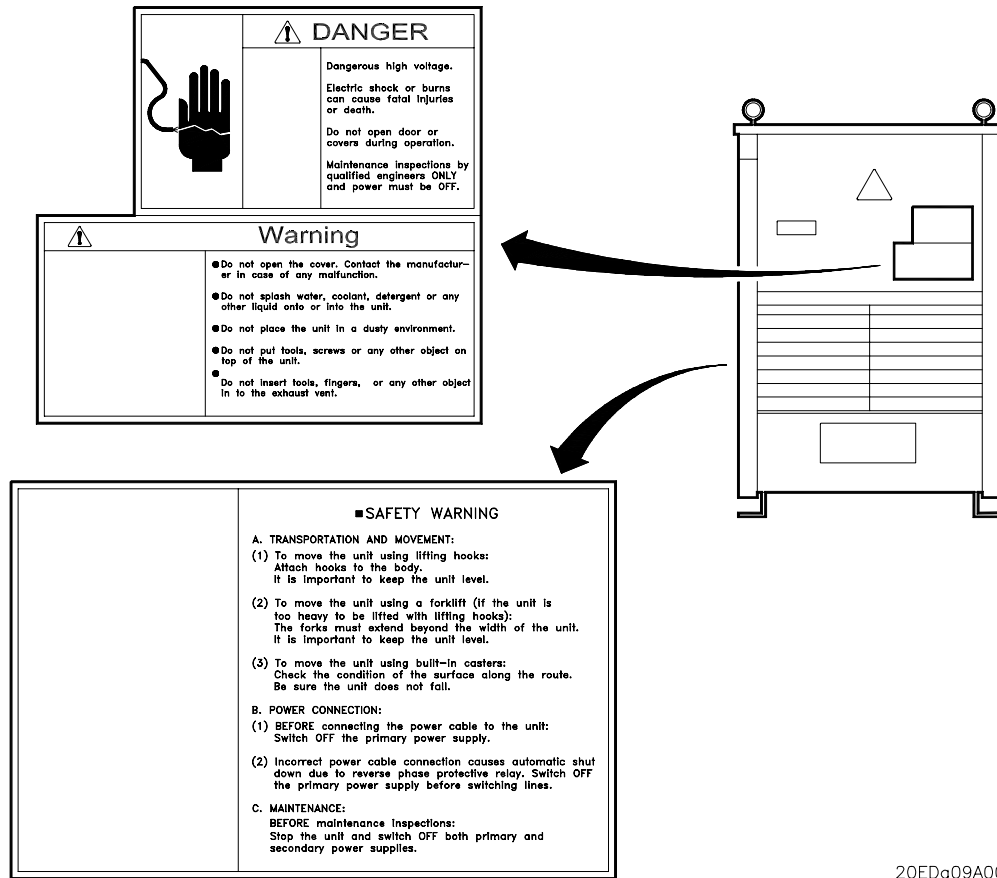 DANGER
Dangerous high voltage.
Electric shock or burns
can cause fatal injuries
or death.
Do not open door or
covers during operation.
Maintenance inspections by
qualified engineers ONLY
and power must be OFF.
Warning
●Do not open the cover. Contact the manufactur-
er in case of any malfunction.
●Do not splash water, coolant, detergent or any
other liquid onto or into the unit.
●Do not place the unit in a dusty environment.
●Do not put tools, screws or any other object on
top of the unit.
●
Do not insert tools, fingers, or any other object
in to the exhaust vent.
■SAFETY WARNING
A. TRANSPORTATION AND MOVEMENT:
(1) To move the unit using lifting hooks:
Attach hooks to the body.
It is important to keep the unit level.
(2) To move the unit using a forklift (if the unit is
too heavy to be lifted with lifting hooks):
The forks must extend beyond the width of the unit.
It is important to keep the unit level.
(3) To move the unit using built-in casters:
Check the condition of the surface along the route.
Be sure the unit does not fall.
B. POWER CONNECTION:
(1) BEFORE connecting the power cable to the unit:
Switch OFF the primary power supply.
(2) Incorrect power cable connection causes automatic shut
down due to reverse phase protective relay. Switch OFF
the primary power supply before switching lines.
C. MAINTENANCE:
BEFORE maintenance inspections:
Stop the unit and switch OFF both primary and
secondary power supplies.